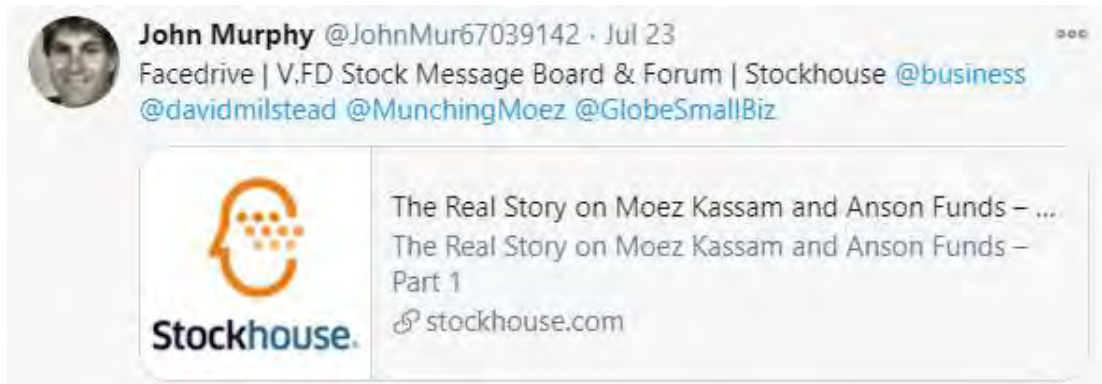 John Murphy @JohnMur67039142 · Jul 23
Facedrive | V.FD Stock Message Board & Forum | Stockhouse @business
@davidmilstead @MunchingMoez @GlobeSmallBiz
Stockhouse.
The Real Story on Moez Kassam and Anson Funds – ...
The Real Story on Moez Kassam and Anson Funds –
Part 1
stockhouse.com